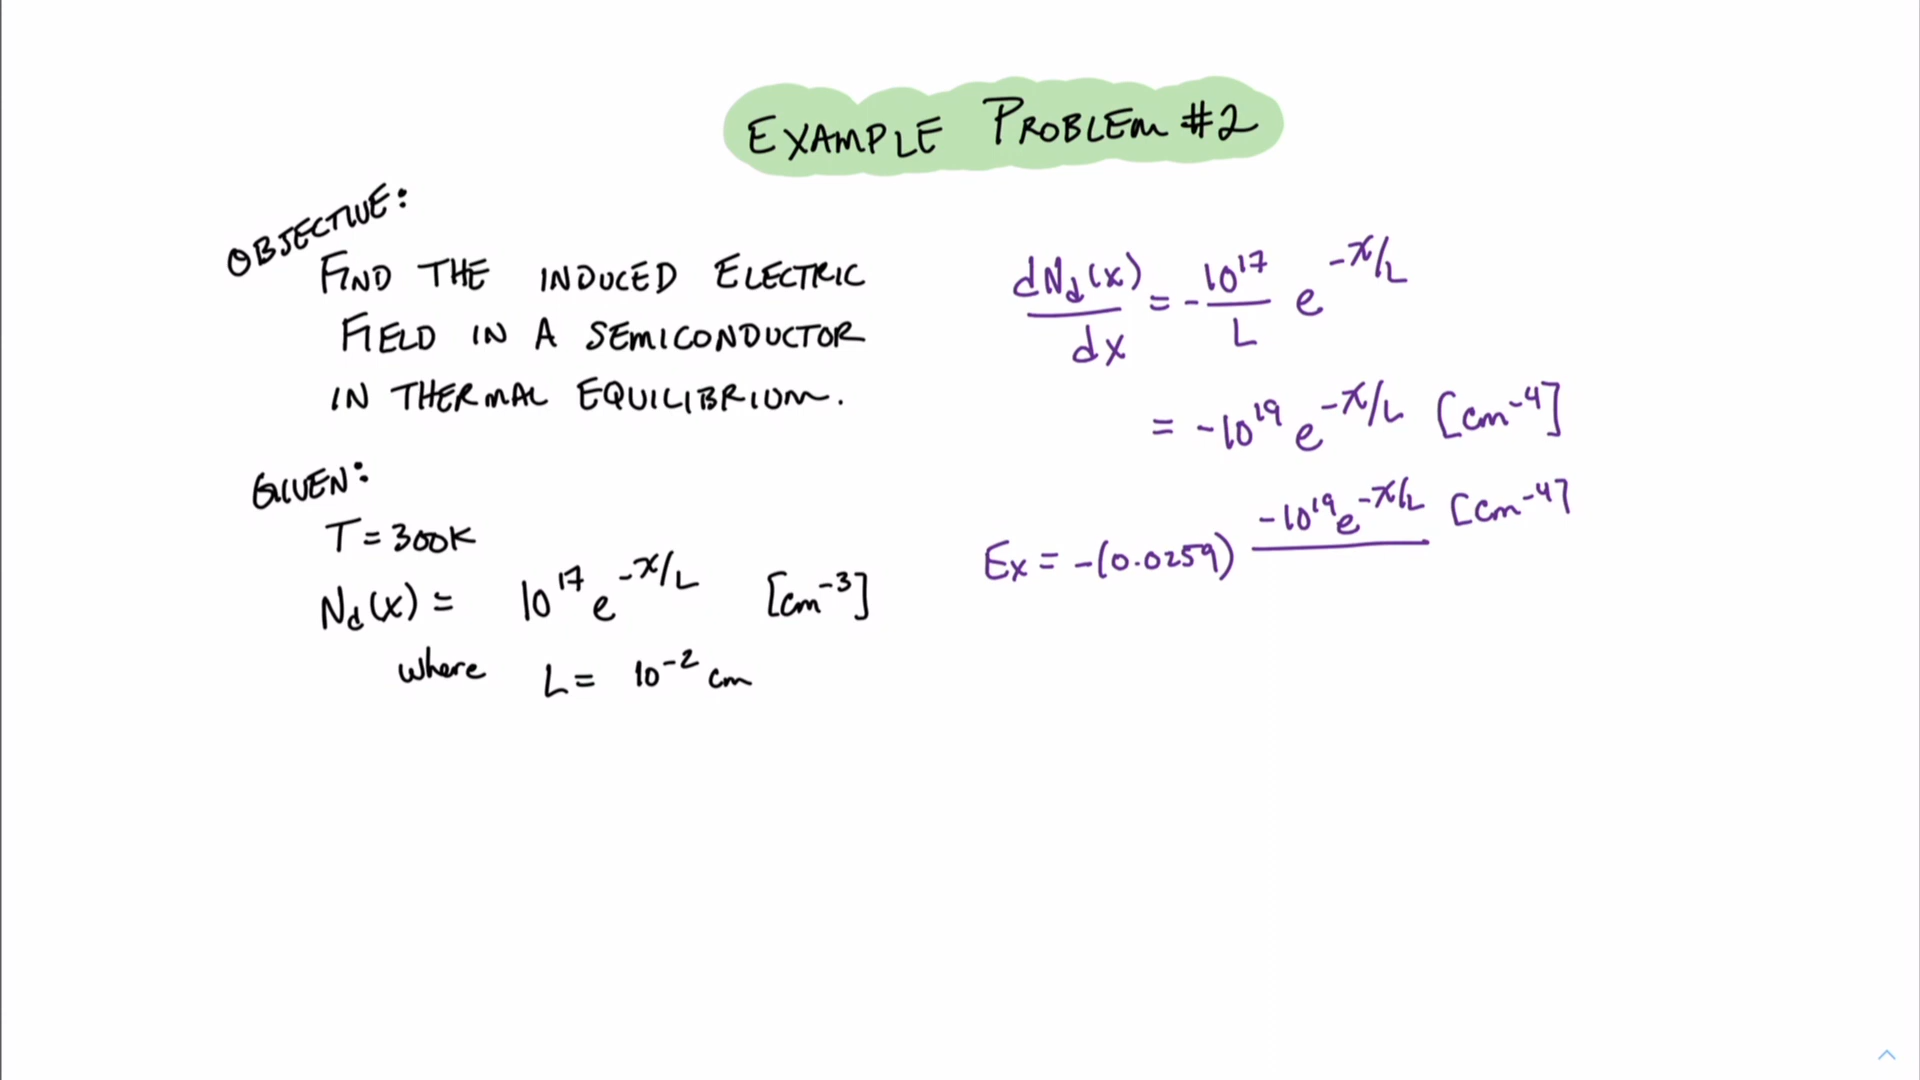 EXAMPLE PROBLEM #2
OBJECTIVE:
FIND THE INDUCED ELECTRIC
FIELD IN A SEMICONDUCTOR
IN THERMAL EQUILIBRIUM.
GIVEN:
T = 300K
N_d(x) = 10^17 e^-x/L [cm^-3]
where L = 10^-2 cm
dN_d(x)/dx = -10^17/L e^-x/L
= -10^19 e^-x/L [cm^-4]
Ex = -(0.0259) -10^19 e^-x/L [cm^-4]